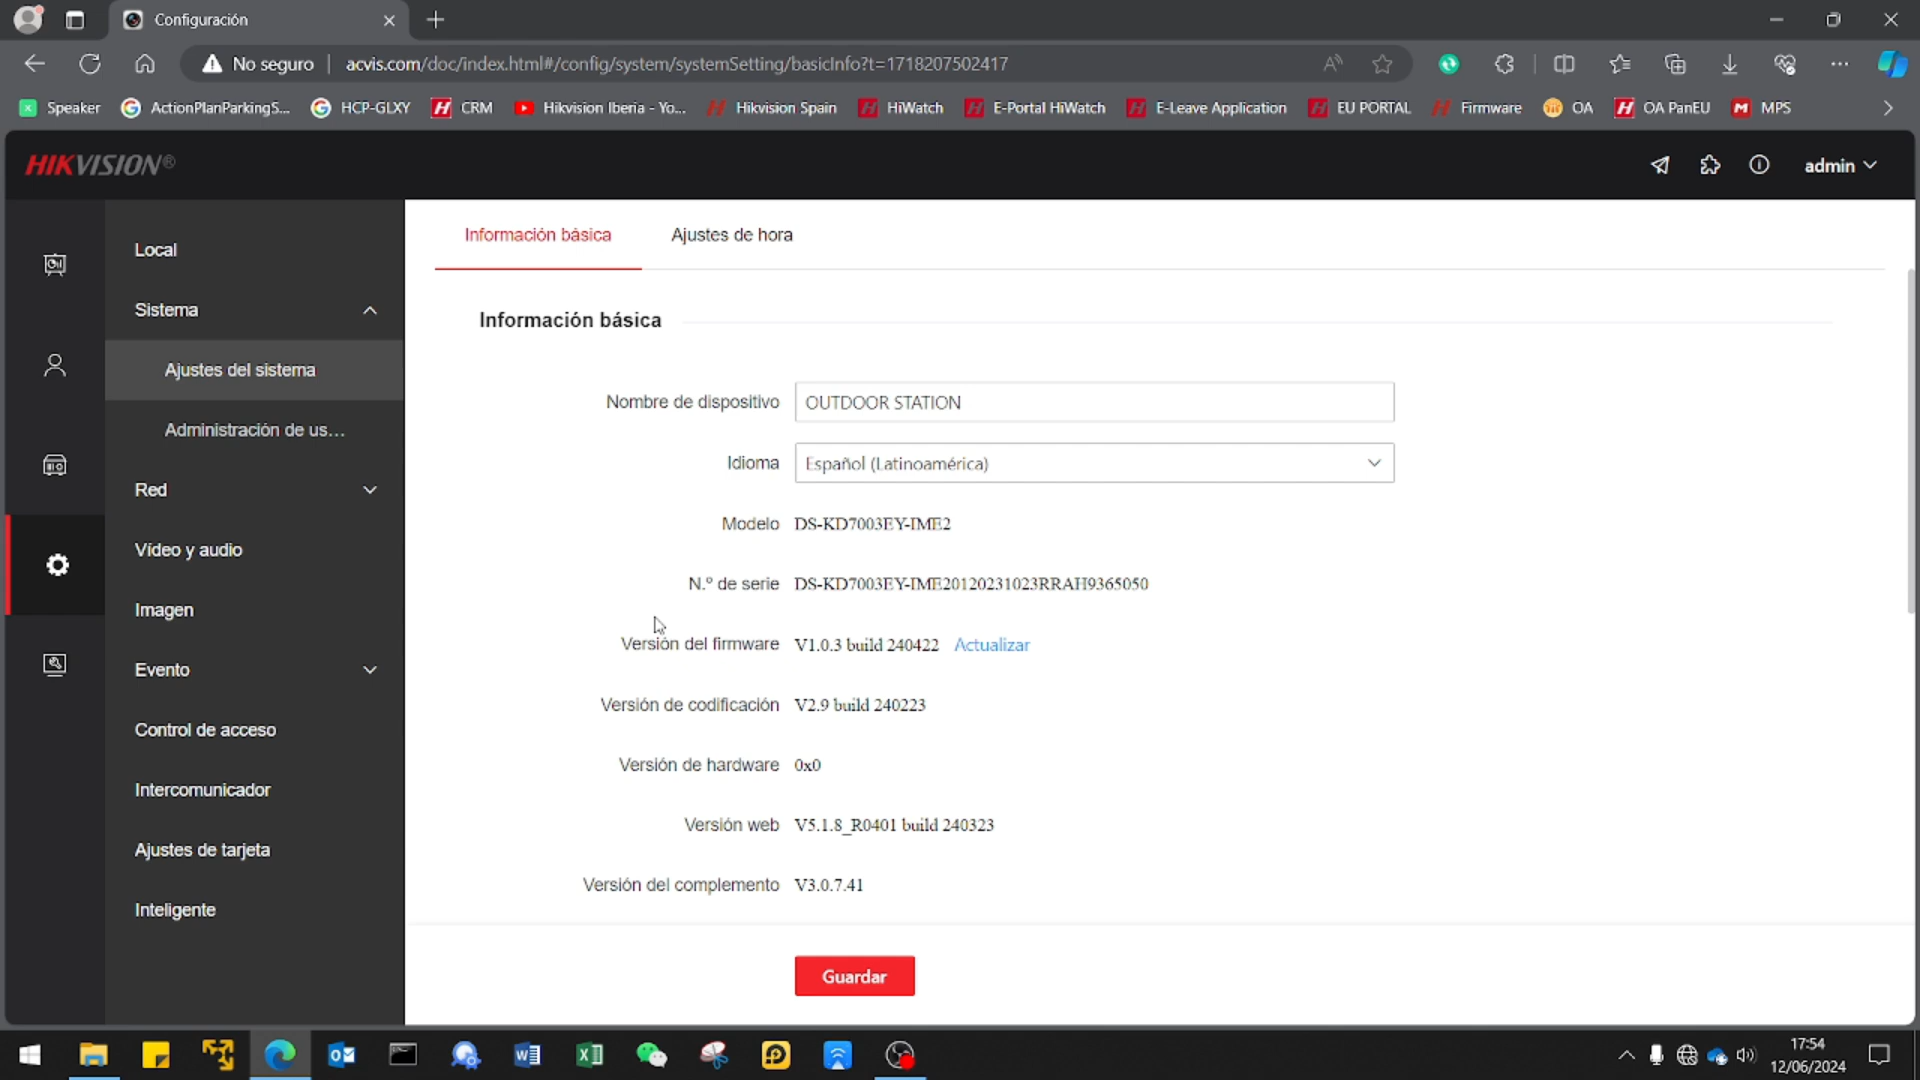 Configuración
No seguro
acvis.com/doc/index.html#/config/system/systemSetting/basicInfo?t=1718207502417
Speaker
ActionPlanParkingS...
HCP-GLXY
CRM
Hikvision Iberia - Yo...
Hikvision Spain
HiWatch
E-Portal HiWatch
E-Leave Application
EU PORTAL
Firmware
OA
OA PanEU
MPS
HIKVISION®
admin
Local
Sistema
Ajustes del sistema
Administración de us...
Red
Vídeo y audio
Imagen
Evento
Control de acceso
Intercomunicador
Ajustes de tarjeta
Inteligente
Información básica
Ajustes de hora
Información básica
Nombre de dispositivo OUTDOOR STATION
Idioma Español (Latinoamérica)
Modelo DS-KD7003EY-IME2
N.º de serie DS-KD7003EY-IME20120231023RRAH9365050
Versión del firmware V1.0.3 build 240422 Actualizar
Versión de codificación V2.9 build 240223
Versión de hardware 0x0
Versión web V5.1.8_R0401 build 240323
Versión del complemento V3.0.7.41
Guardar
17:54
12/06/2024